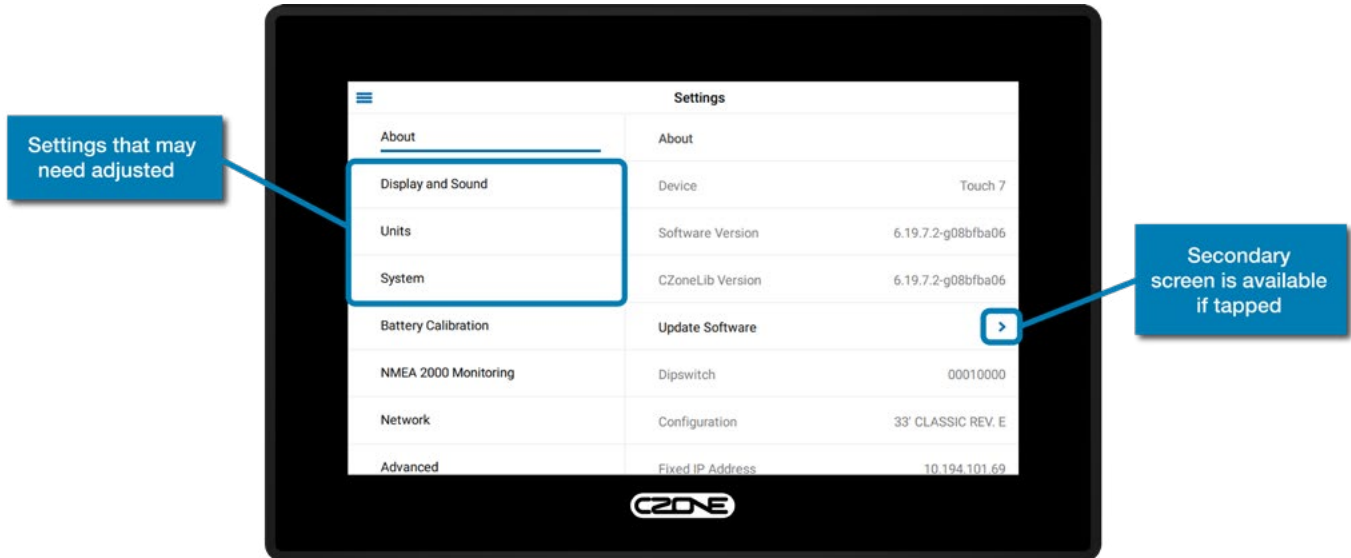 Settings
Settings that may
need adjusted
About
Display and Sound
Units
System
Battery Calibration
NMEA 2000 Monitoring
Network
Advanced
About
Device Touch 7
Software Version 6.19.7.2-g08bfba06
CZoneLib Version 6.19.7.2-g08bfba06
Update Software >
Dipswitch 00010000
Configuration 33' CLASSIC REV. E
Fixed IP Address 10.194.101.69
Secondary
screen is available
if tapped
CZONE